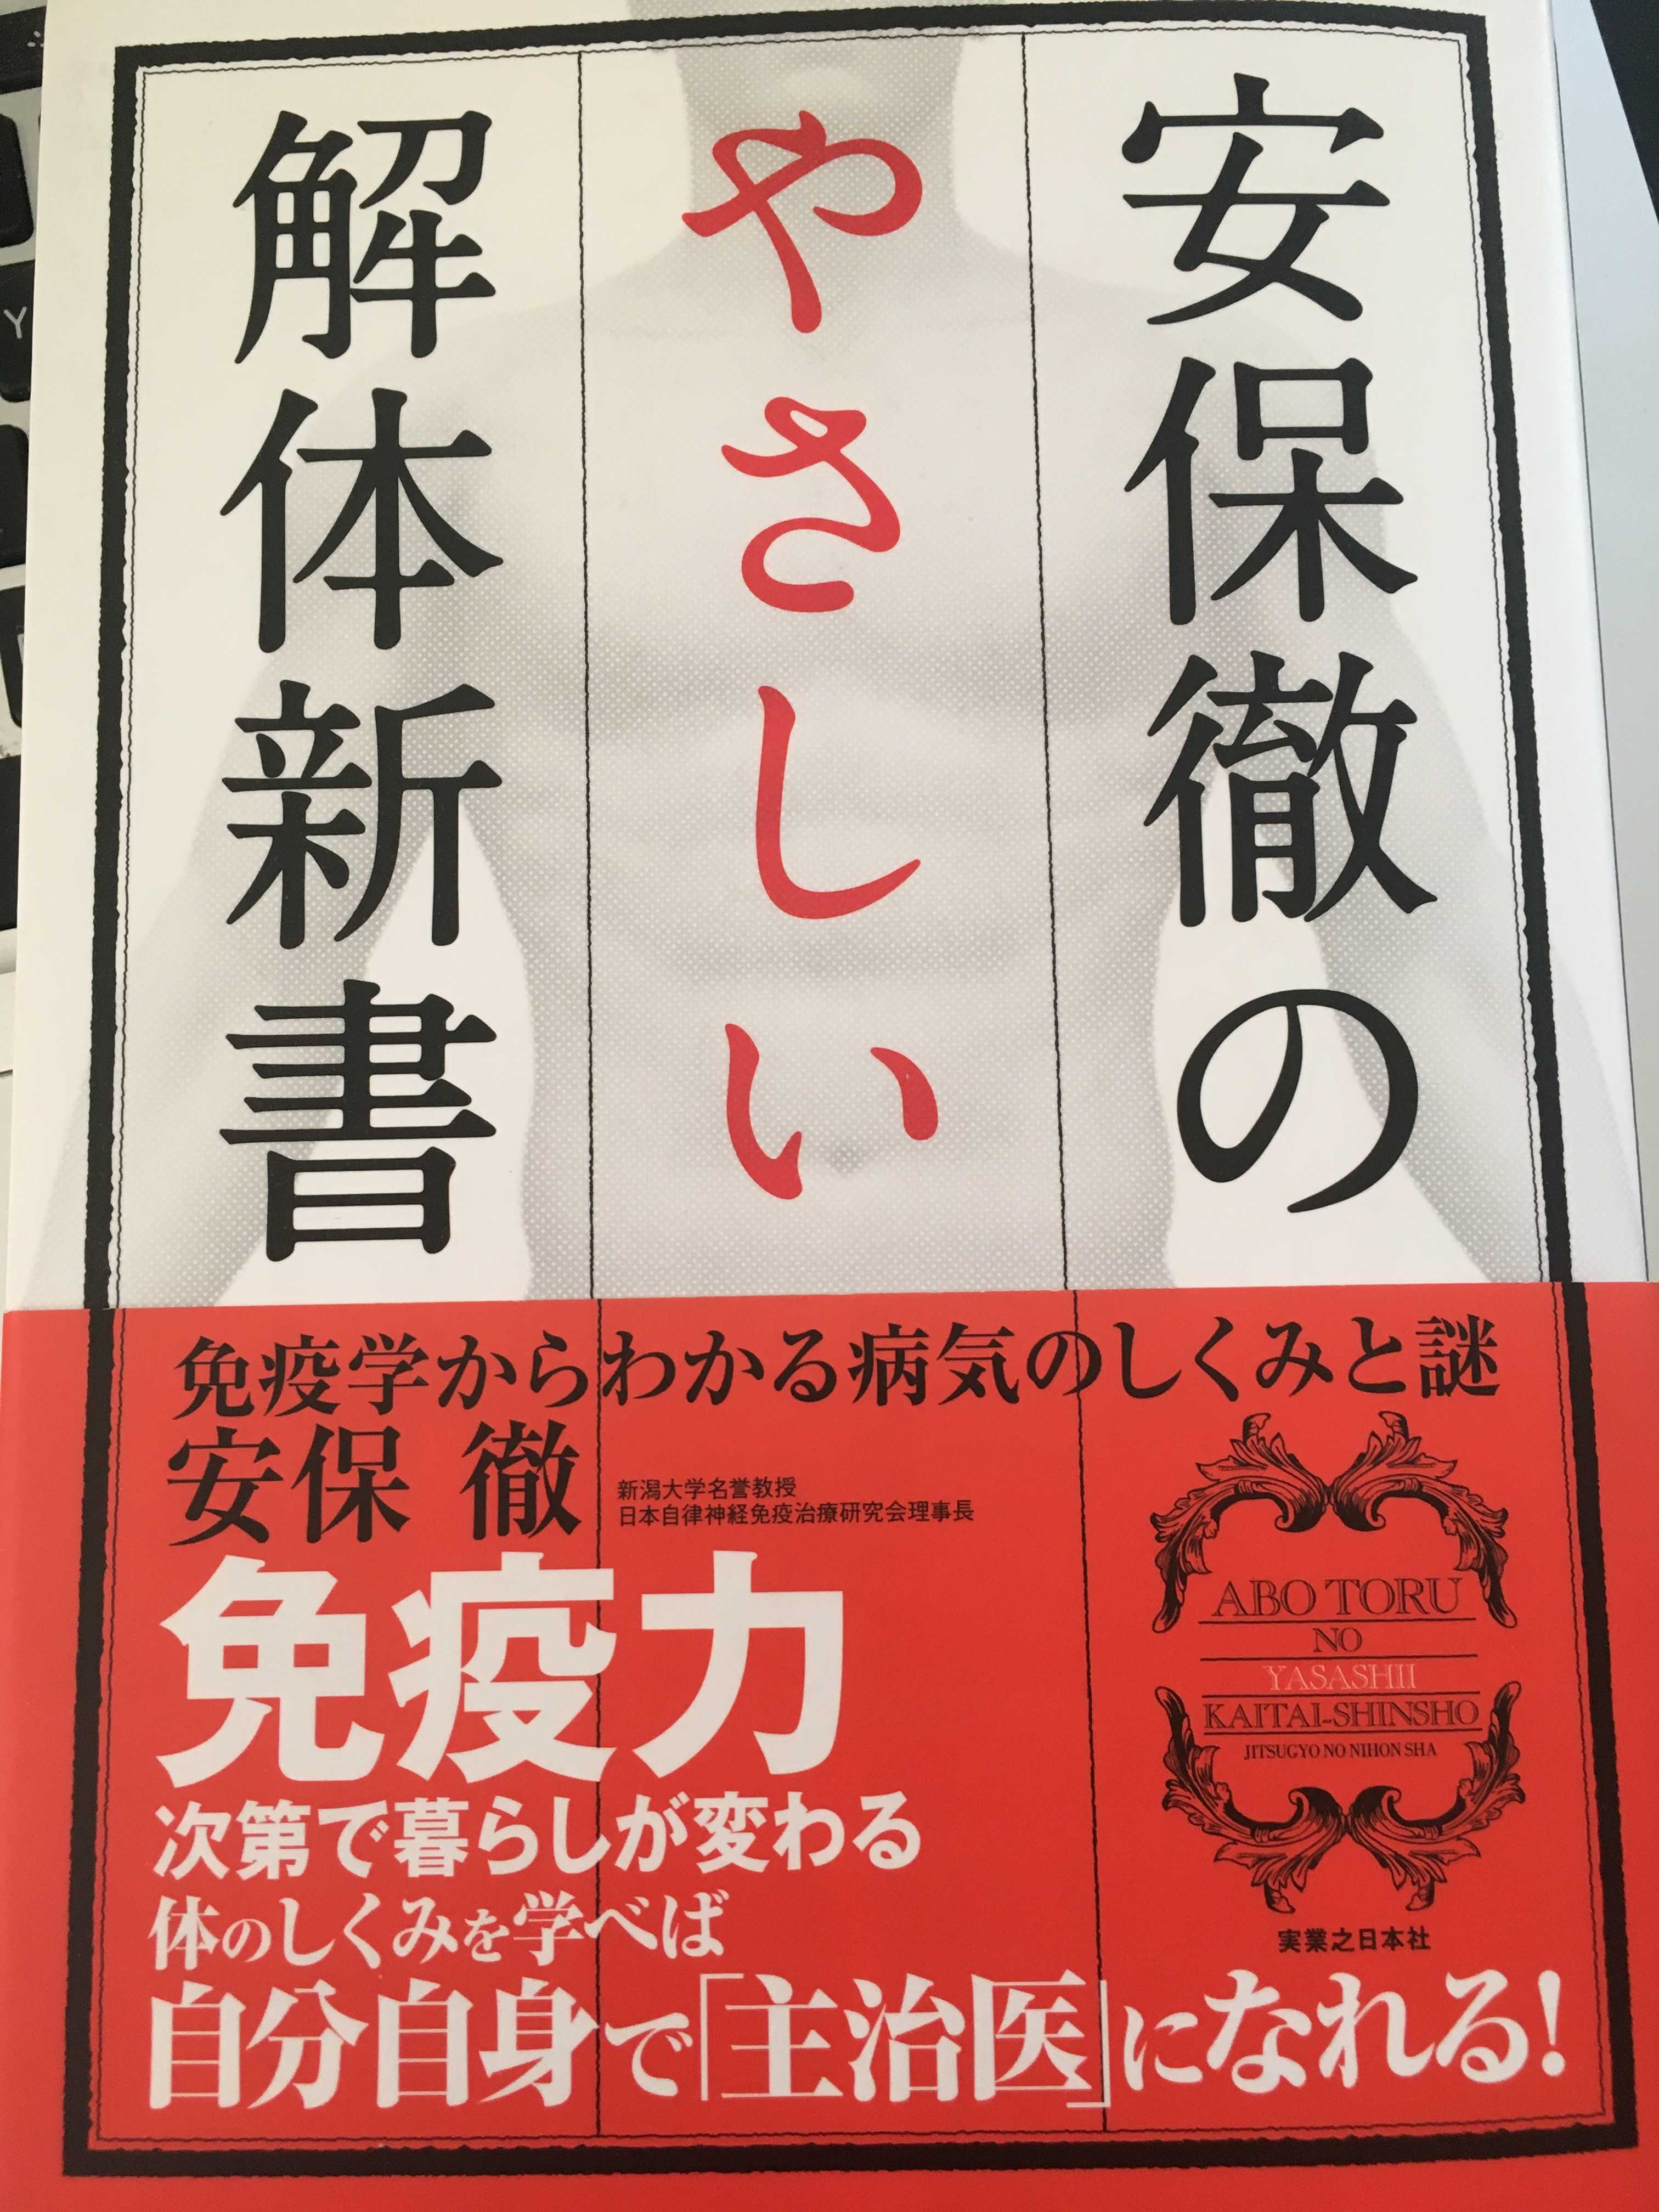 安保徹の
やさしい
解体新書
免疫学からわかる病気のしくみと謎
安保 徹
新潟大学名誉教授
日本自律神経免疫治療研究会理事長
免疫力
次第で暮らしが変わる
体のしくみを学べば
自分自身で「主治医」になれる!
ABO TORU
NO
YASASHII
KAITAI-SHINSHO
JITSUGYO NO NIHON SHA
実業之日本社
Y